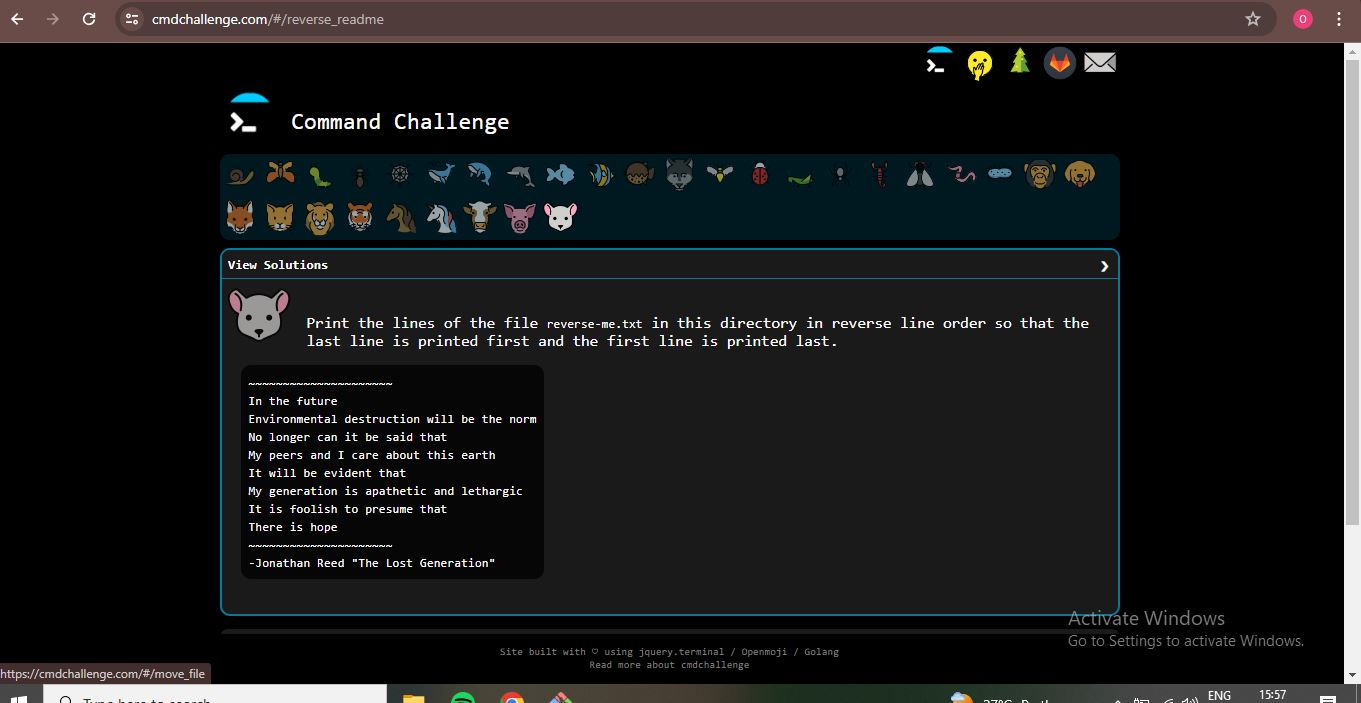 cmdchallenge.com/#/reverse_readme
O
Command Challenge
View Solutions
Print the lines of the file reverse-me.txt in this directory in reverse line order so that the
last line is printed first and the first line is printed last.
~~~~~~~~~~~~~~~~~~~~~
In the future
Environmental destruction will be the norm
No longer can it be said that
My peers and I care about this earth
It will be evident that
My generation is apathetic and lethargic
It is foolish to presume that
There is hope
~~~~~~~~~~~~~~~~~~~~~
-Jonathan Reed "The Lost Generation"
Activate Windows
Go to Settings to activate Windows.
Site built with ♡ using jquery.terminal / Openmoji / Golang
Read more about cmdchallenge
https://cmdchallenge.com/#/move_file
Type here to search
ENG
15:57